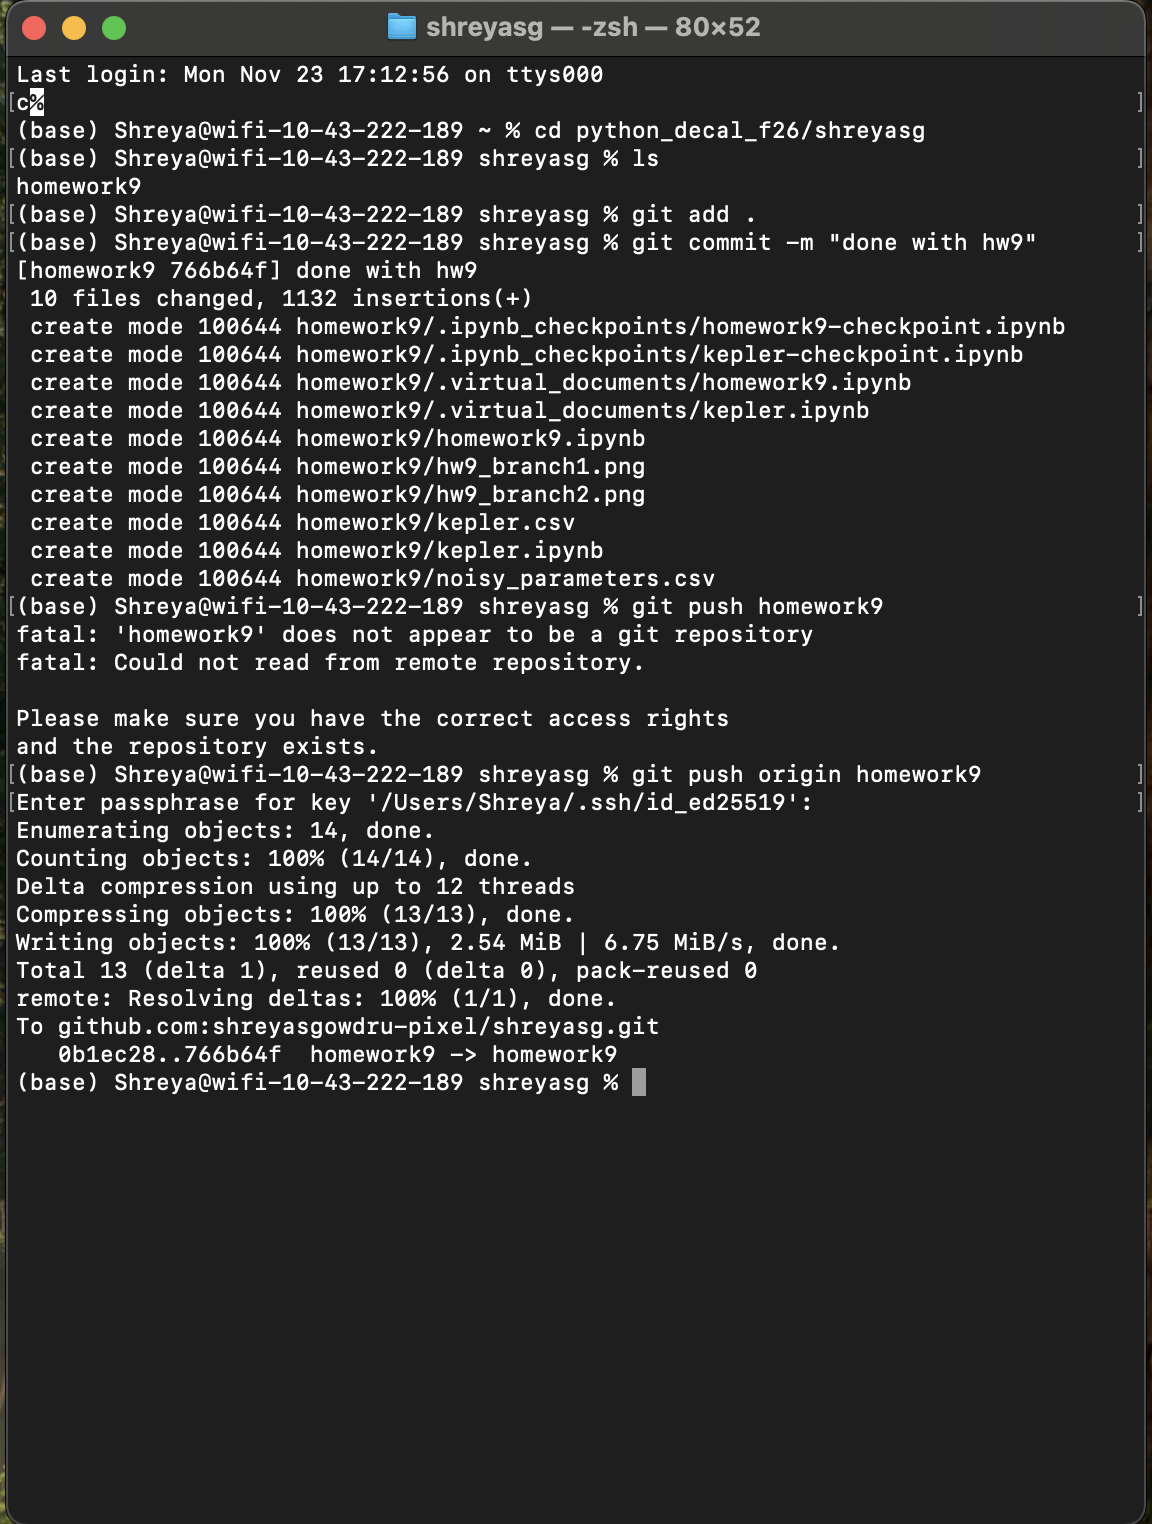 shreyasg — -zsh — 80×52
Last login: Mon Nov 23 17:12:56 on ttys000
[c%]
(base) Shreya@wifi-10-43-222-189 ~ % cd python_decal_f26/shreyasg
[(base) Shreya@wifi-10-43-222-189 shreyasg % ls]
homework9
[(base) Shreya@wifi-10-43-222-189 shreyasg % git add .]
[(base) Shreya@wifi-10-43-222-189 shreyasg % git commit -m "done with hw9"]
[homework9 766b64f] done with hw9
 10 files changed, 1132 insertions(+)
 create mode 100644 homework9/.ipynb_checkpoints/homework9-checkpoint.ipynb
 create mode 100644 homework9/.ipynb_checkpoints/kepler-checkpoint.ipynb
 create mode 100644 homework9/.virtual_documents/homework9.ipynb
 create mode 100644 homework9/.virtual_documents/kepler.ipynb
 create mode 100644 homework9/homework9.ipynb
 create mode 100644 homework9/hw9_branch1.png
 create mode 100644 homework9/hw9_branch2.png
 create mode 100644 homework9/kepler.csv
 create mode 100644 homework9/kepler.ipynb
 create mode 100644 homework9/noisy_parameters.csv
[(base) Shreya@wifi-10-43-222-189 shreyasg % git push homework9]
fatal: 'homework9' does not appear to be a git repository
fatal: Could not read from remote repository.

Please make sure you have the correct access rights
and the repository exists.
[(base) Shreya@wifi-10-43-222-189 shreyasg % git push origin homework9]
[Enter passphrase for key '/Users/Shreya/.ssh/id_ed25519':]
Enumerating objects: 14, done.
Counting objects: 100% (14/14), done.
Delta compression using up to 12 threads
Compressing objects: 100% (13/13), done.
Writing objects: 100% (13/13), 2.54 MiB | 6.75 MiB/s, done.
Total 13 (delta 1), reused 0 (delta 0), pack-reused 0
remote: Resolving deltas: 100% (1/1), done.
To github.com:shreyasgowdru-pixel/shreyasg.git
   0b1ec28..766b64f  homework9 -> homework9
(base) Shreya@wifi-10-43-222-189 shreyasg %